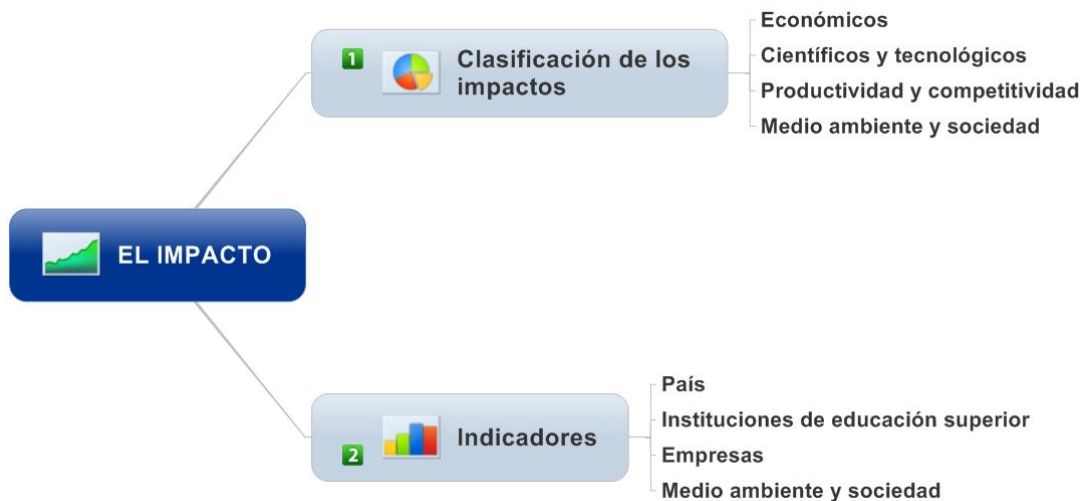 EL IMPACTO
1
Clasificación de los
impactos
Económicos
Científicos y tecnológicos
Productividad y competitividad
Medio ambiente y sociedad
2
Indicadores
País
Instituciones de educación superior
Empresas
Medio ambiente y sociedad